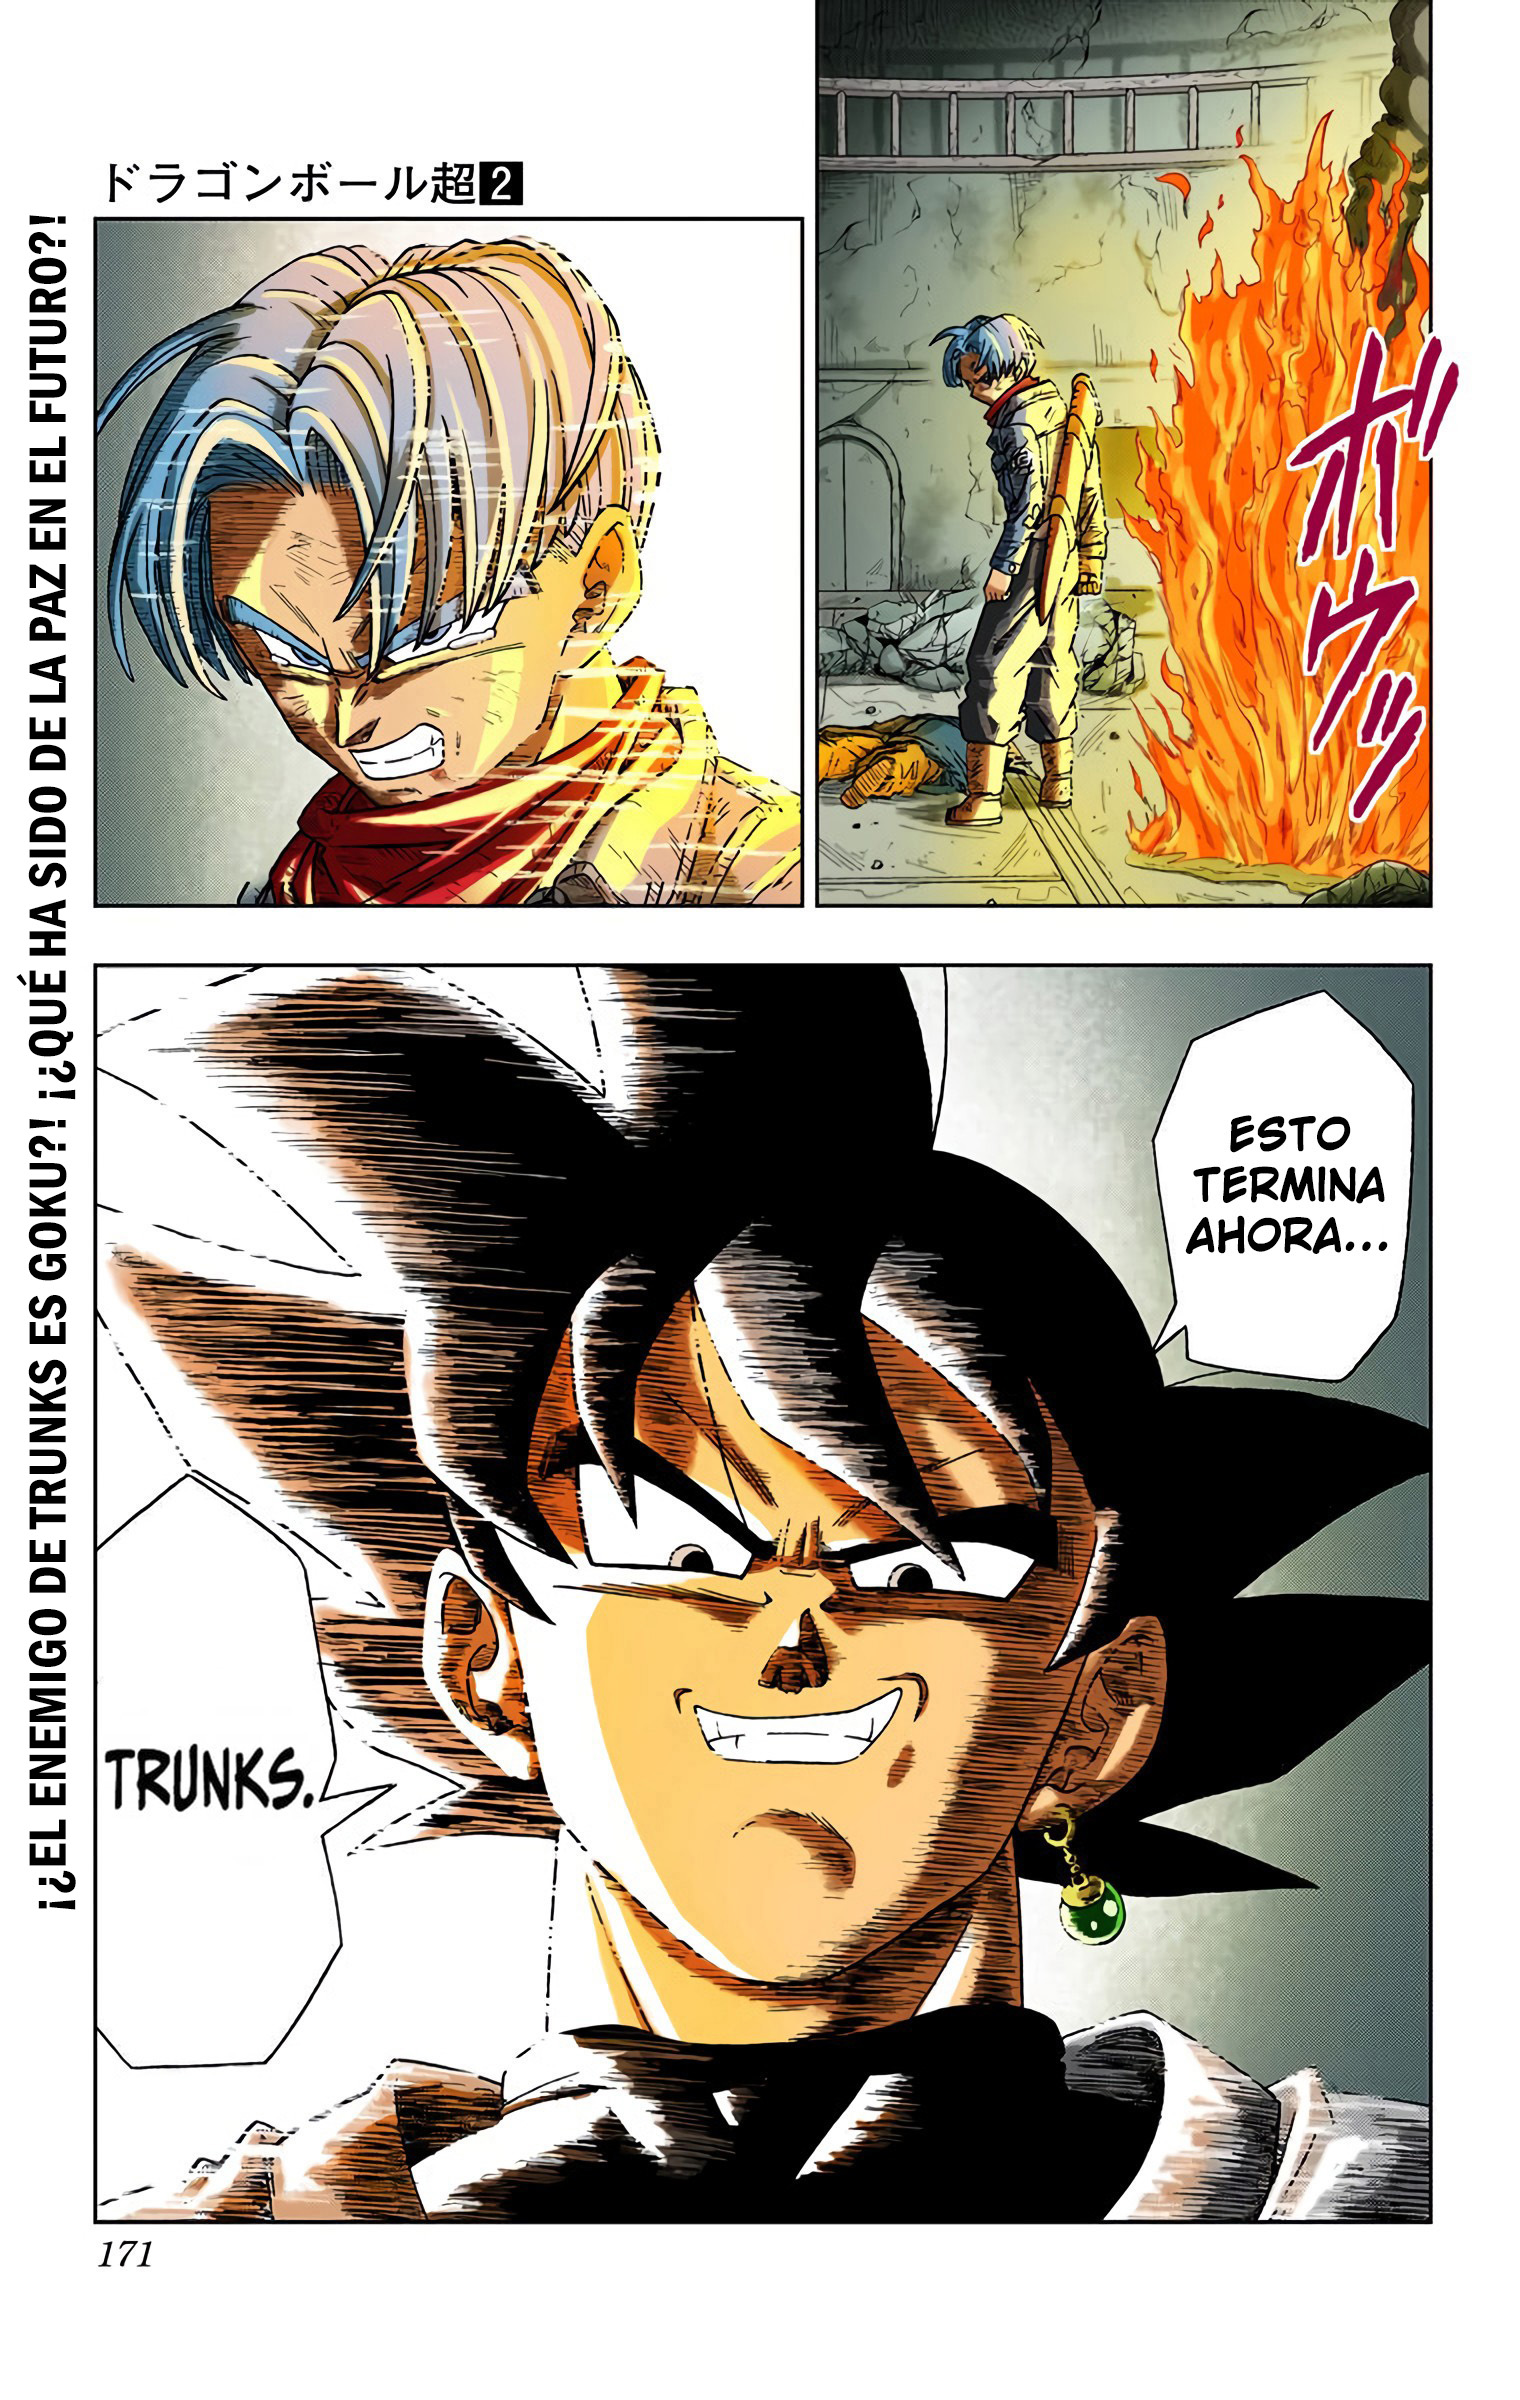 ドラゴンボール超2
ボウッ
ESTO
TERMINA
AHORA...
TRUNKS.
¡¿EL ENEMIGO DE TRUNKS ES GOKU?! ¡¿QUÉ HA SIDO DE LA PAZ EN EL FUTURO?!
171